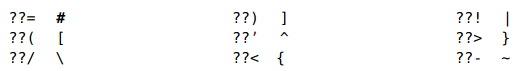 ??= # ??) ] ??! |
??( [ ??' ^ ??> }
??/ \ ??< { ??- ~